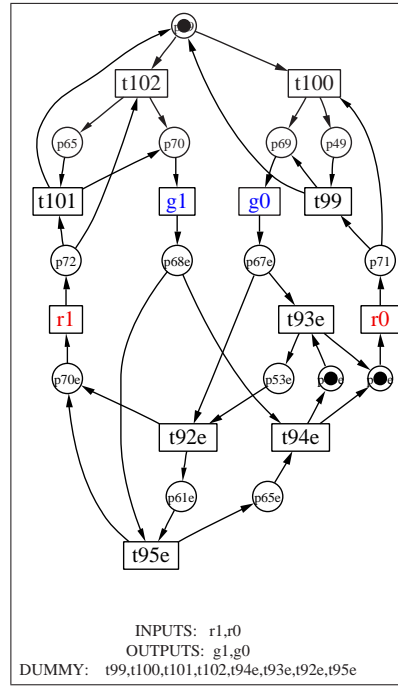 t102
t100
p65
p70
p69
p49
t101
g1
g0
t99
p72
p68e
p67e
p71
r1
t93e
r0
p70e
p53e
t92e
t94e
p61e
p65e
t95e
INPUTS: r1,r0
OUTPUTS: g1,g0
DUMMY: t99,t100,t101,t102,t94e,t93e,t92e,t95e